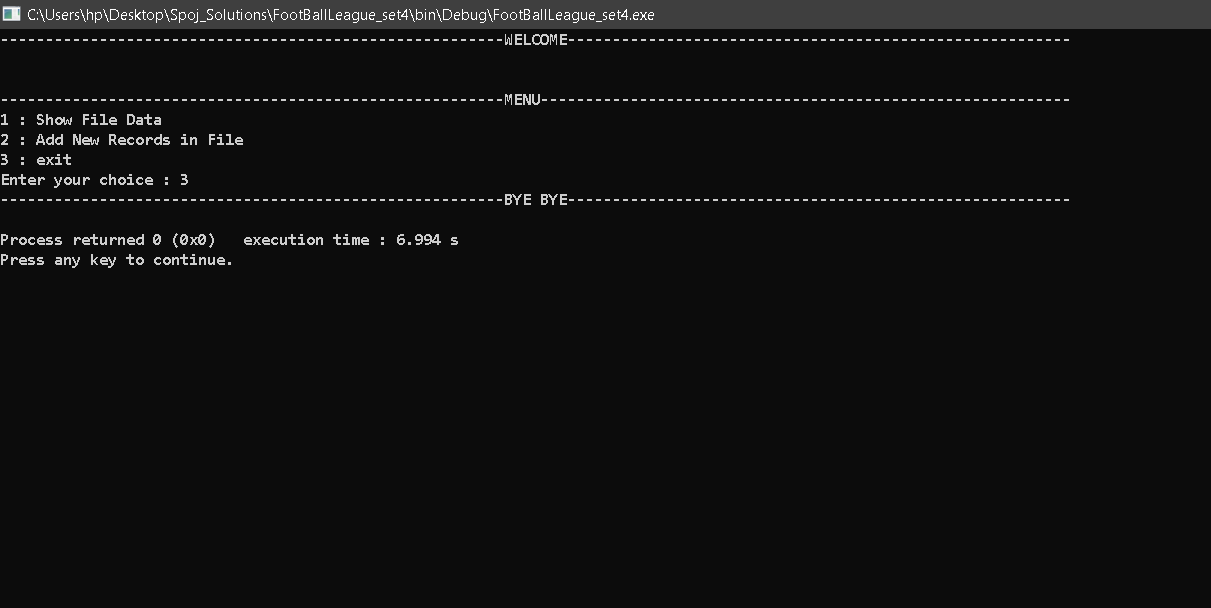 C:\Users\hp\Desktop\Spoj_Solutions\FootBallLeague_set4\bin\Debug\FootBallLeague_set4.exe
--------------------------------------------------------WELCOME--------------------------------------------------------
--------------------------------------------------------MENU-----------------------------------------------------------
1 : Show File Data
2 : Add New Records in File
3 : exit
Enter your choice : 3
--------------------------------------------------------BYE BYE--------------------------------------------------------
Process returned 0 (0x0)   execution time : 6.994 s
Press any key to continue.